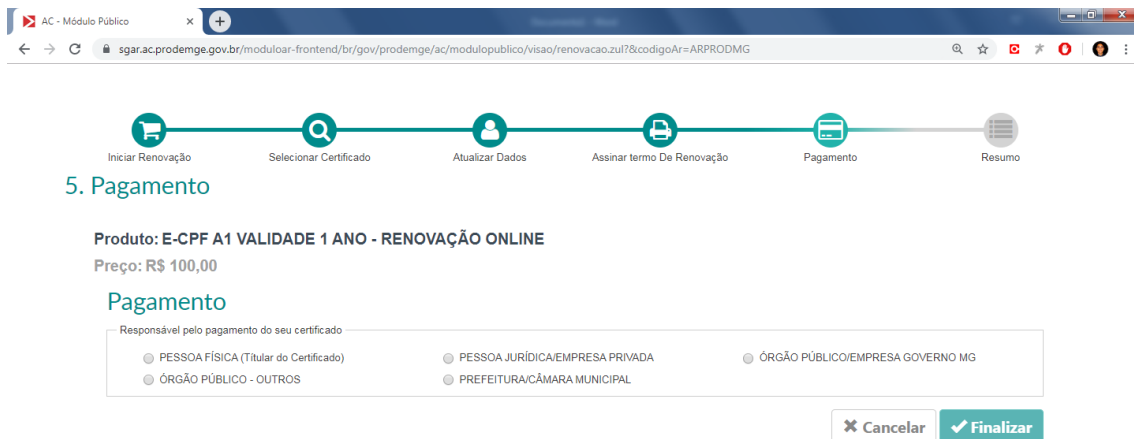 AC - Módulo Público
sgar.ac.prodemge.gov.br/moduloar-frontend/br/gov/prodemge/ac/modulopublico/visao/renovacao.zul?&codigoAr=ARPRODMG
Iniciar Renovação Selecionar Certificado Atualizar Dados Assinar termo De Renovação Pagamento Resumo
5. Pagamento
Produto: E-CPF A1 VALIDADE 1 ANO - RENOVAÇÃO ONLINE
Preço: R$ 100,00
Pagamento
Responsável pelo pagamento do seu certificado
PESSOA FÍSICA (Títular do Certificado) PESSOA JURÍDICA/EMPRESA PRIVADA ÓRGÃO PÚBLICO/EMPRESA GOVERNO MG
ÓRGÃO PÚBLICO - OUTROS PREFEITURA/CÂMARA MUNICIPAL
Cancelar Finalizar